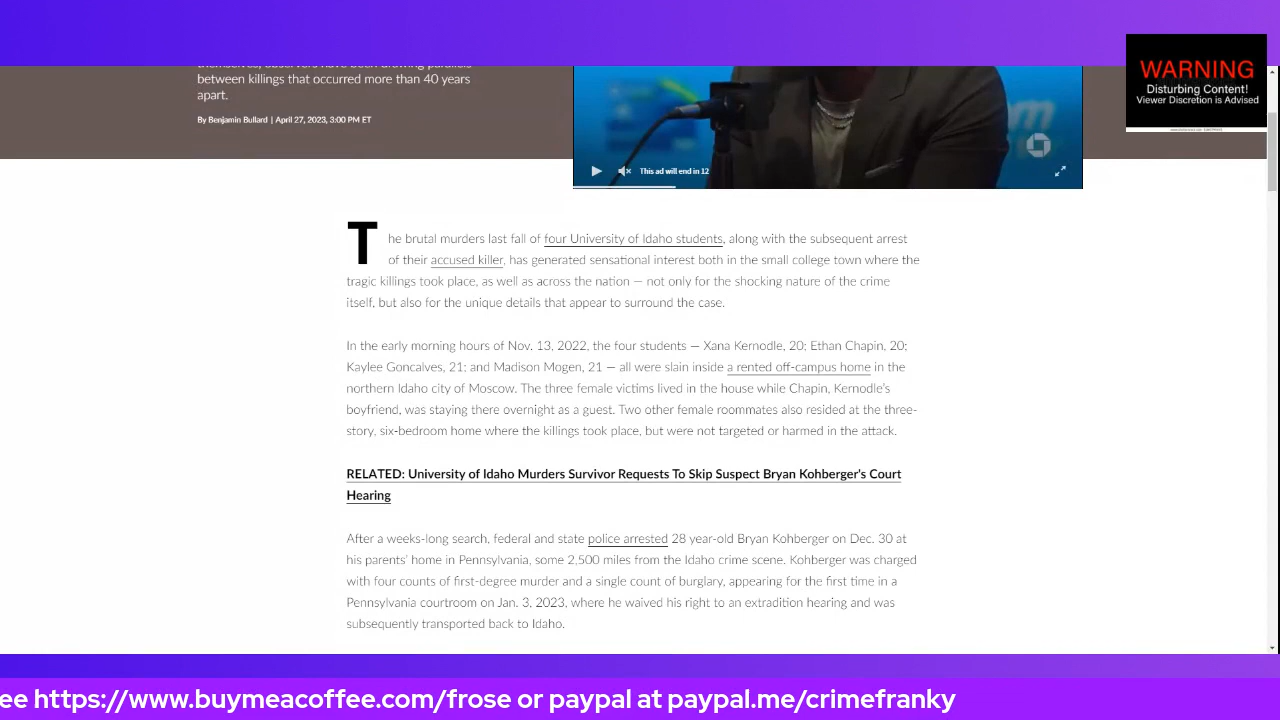 WARNING
Disturbing Content!
Viewer Discretion is Advised
between killings that occurred more than 40 years
apart.
By Benjamin Bullard | April 27, 2023, 3:00 PM ET
This ad will end in 12
The brutal murders last fall of four University of Idaho students, along with the subsequent arrest
of their accused killer, has generated sensational interest both in the small college town where the
tragic killings took place, as well as across the nation — not only for the shocking nature of the crime
itself, but also for the unique details that appear to surround the case.
In the early morning hours of Nov. 13, 2022, the four students — Xana Kernodle, 20; Ethan Chapin, 20;
Kaylee Goncalves, 21; and Madison Mogen, 21 — all were slain inside a rented off-campus home in the
northern Idaho city of Moscow. The three female victims lived in the house while Chapin, Kernodle's
boyfriend, was staying there overnight as a guest. Two other female roommates also resided at the three-
story, six-bedroom home where the killings took place, but were not targeted or harmed in the attack.
RELATED: University of Idaho Murders Survivor Requests To Skip Suspect Bryan Kohberger's Court
Hearing
After a weeks-long search, federal and state police arrested 28 year-old Bryan Kohberger on Dec. 30 at
his parents' home in Pennsylvania, some 2,500 miles from the Idaho crime scene. Kohberger was charged
with four counts of first-degree murder and a single count of burglary, appearing for the first time in a
Pennsylvania courtroom on Jan. 3, 2023, where he waived his right to an extradition hearing and was
subsequently transported back to Idaho.
ee https://www.buymeacoffee.com/frose or paypal at paypal.me/crimefranky